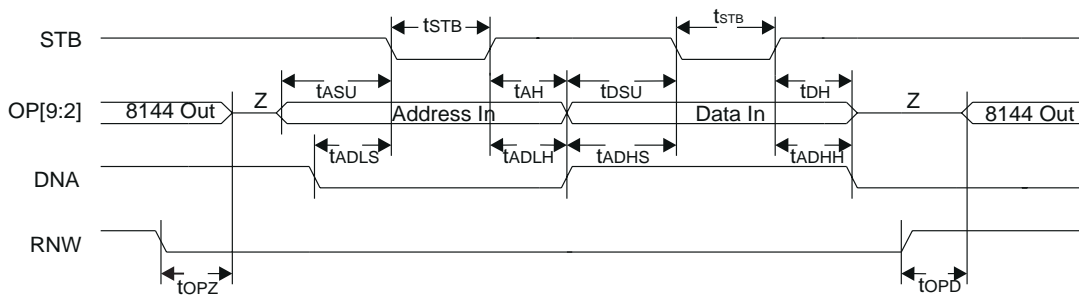 tSTB tSTB
STB
tASU tAH tDSU tDH
OP[9:2] 8144 Out Z Address In Data In Z 8144 Out
tADLS tADLH tADHS tADHH
DNA
RNW
tOPZ tOPD